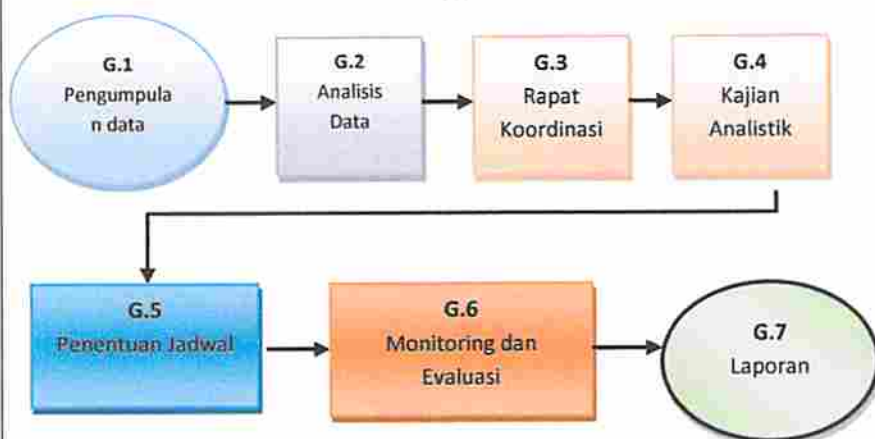 G.1
Pengumpula
n data
G.2
Analisis
Data
G.3
Rapat
Koordinasi
G.4
Kajian
Analistik
G.5
Penentuan Jadwal
G.6
Monitoring dan
Evaluasi
G.7
Laporan